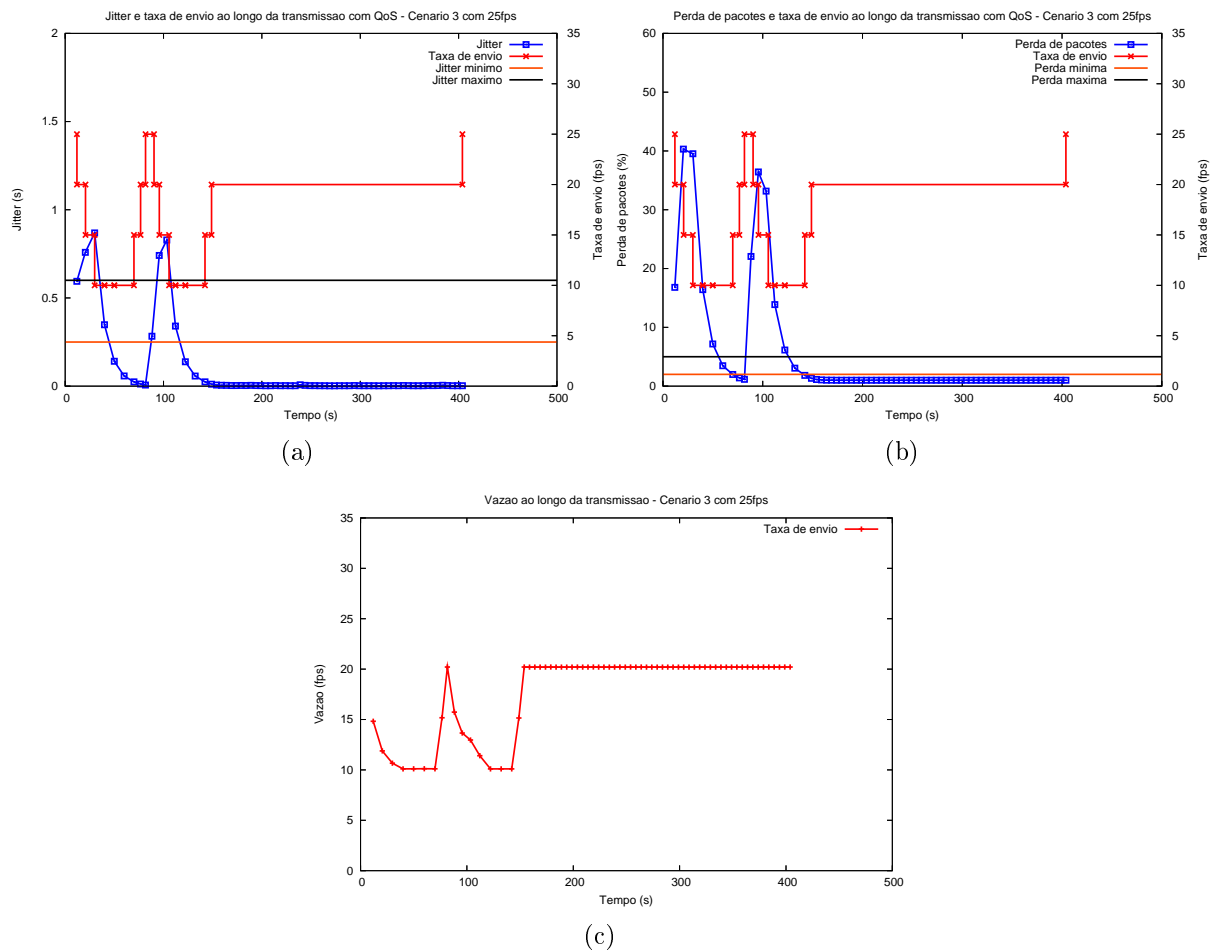 Jitter e taxa de envio ao longo da transmissao com QoS - Cenario 3 com 25fps
Jitter
Taxa de envio
Jitter minimo
Jitter maximo
2
1.5
1
0.5
0
35
30
25
20
15
10
5
0
Jitter (s)
Taxa de envio (fps)
0 100 200 300 400 500
Tempo (s)
(a)
Perda de pacotes e taxa de envio ao longo da transmissao com QoS - Cenario 3 com 25fps
Perda de pacotes
Taxa de envio
Perda minima
Perda maxima
60
50
40
30
20
10
0
35
30
25
20
15
10
5
0
Perda de pacotes (%)
Taxa de envio (fps)
0 100 200 300 400 500
Tempo (s)
(b)
Vazao ao longo da transmissao - Cenario 3 com 25fps
Taxa de envio
35
30
25
20
15
10
5
0
Vazao (fps)
0 100 200 300 400 500
Tempo (s)
(c)